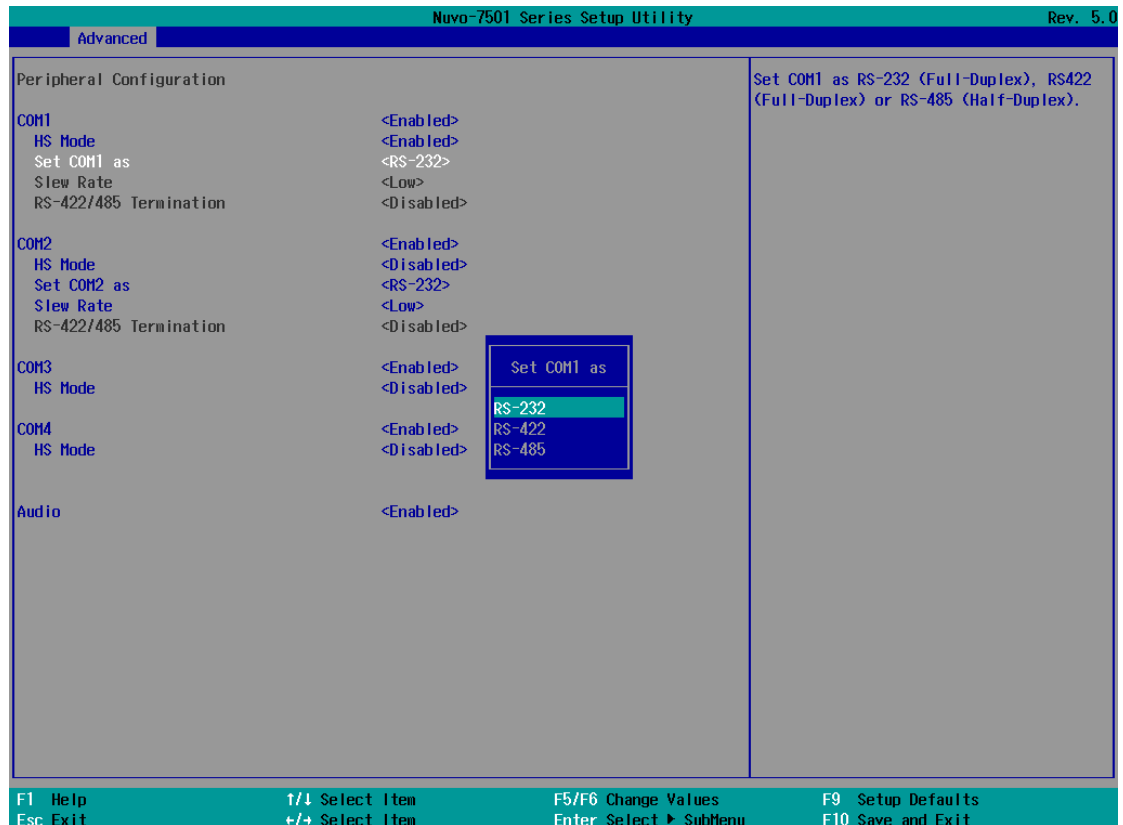 Nuvo-7501 Series Setup Utility Rev. 5.0
Advanced
Peripheral Configuration
COM1 <Enabled>
HS Mode <Enabled>
Set COM1 as <RS-232>
Slew Rate <Low>
RS-422/485 Termination <Disabled>
COM2 <Enabled>
HS Mode <Disabled>
Set COM2 as <RS-232>
Slew Rate <Low>
RS-422/485 Termination <Disabled>
COM3 <Enabled>
HS Mode <Disabled>
COM4 <Enabled>
HS Mode <Disabled>
Audio <Enabled>
Set COM1 as
RS-232
RS-422
RS-485
Set COM1 as RS-232 (Full-Duplex), RS422
(Full-Duplex) or RS-485 (Half-Duplex).
F1 Help ↑/↓ Select Item F5/F6 Change Values F9 Setup Defaults
Esc Exit ←/→ Select Item Enter Select ▶ SubMenu F10 Save and Exit